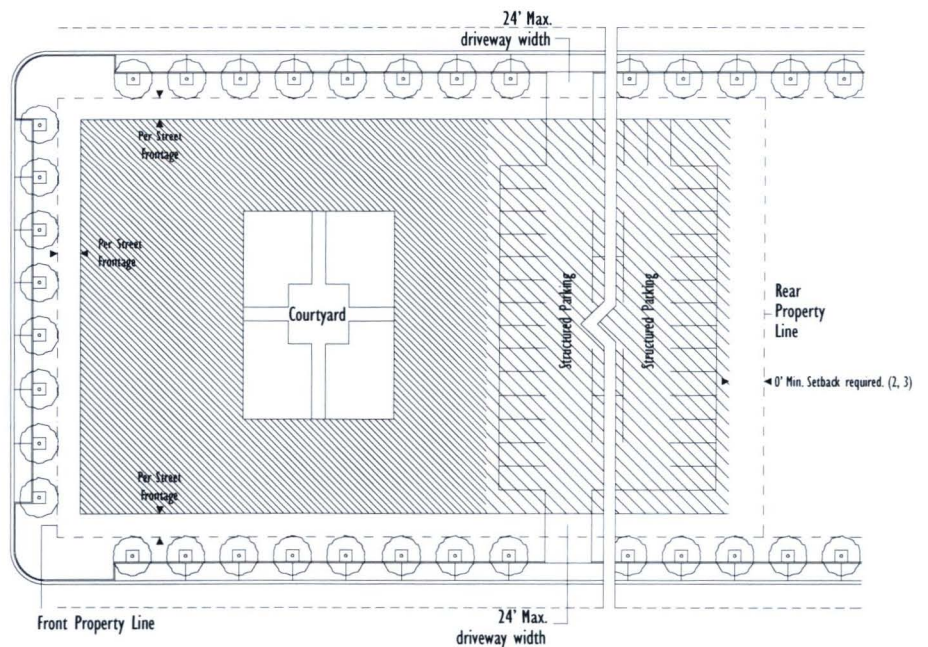 24' Max.
driveway width
Per Street
Frontage
Per Street
Frontage
Courtyard
Structured Parking
Structured Parking
Rear
Property
Line
0' Min. Setback required. (2, 3)
Per Street
Frontage
Front Property Line
24' Max.
driveway width